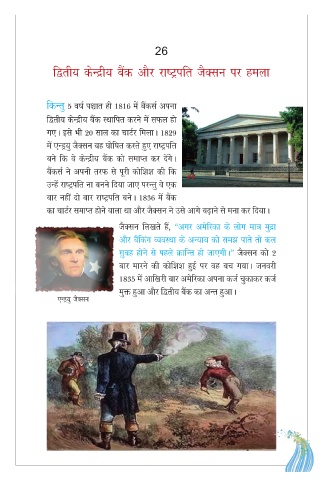 26
द्वितीय केन्द्रीय बैंक और राष्ट्रपति जैक्सन पर हमला
किन्तु 5 वर्ष पश्चात ही 1816 में बैंकर्स अपना
द्वितीय केन्द्रीय बैंक स्थापित करने में सफल हो
गए। इसे भी 20 साल का चार्टर मिला। 1829
में एन्ड्रयु जैक्सन यह घोषित करते हुए राष्ट्रपति
बने कि वे केन्द्रीय बैंक को समाप्त कर देंगे।
बैंकर्स ने अपनी तरफ से पूरी कोशिश की कि
उन्हें राष्ट्रपति ना बनने दिया जाए परन्तु वे एक
बार नहीं दो बार राष्ट्रपति बने। 1836 में बैंक
का चार्टर समाप्त होने वाला था और जैक्सन ने उसे आगे बढ़ाने से मना कर दिया।
जैक्सन लिखते हैं, “अगर अमेरिका के लोग मात्र मुद्रा
और बैंकिंग व्यवस्था के अन्याय को समझ पाते तो कल
सुबह होने से पहले क्रान्ति हो जाएगी।” जैक्सन को 2
बार मारने की कोशिश हुई पर वह बच गया। जनवरी
1835 में आखिरी बार अमेरिका अपना कर्ज चुकाकर कर्ज
मुक्त हुआ और द्वितीय बैंक का अन्त हुआ।
एन्ड्रयु जैक्सन